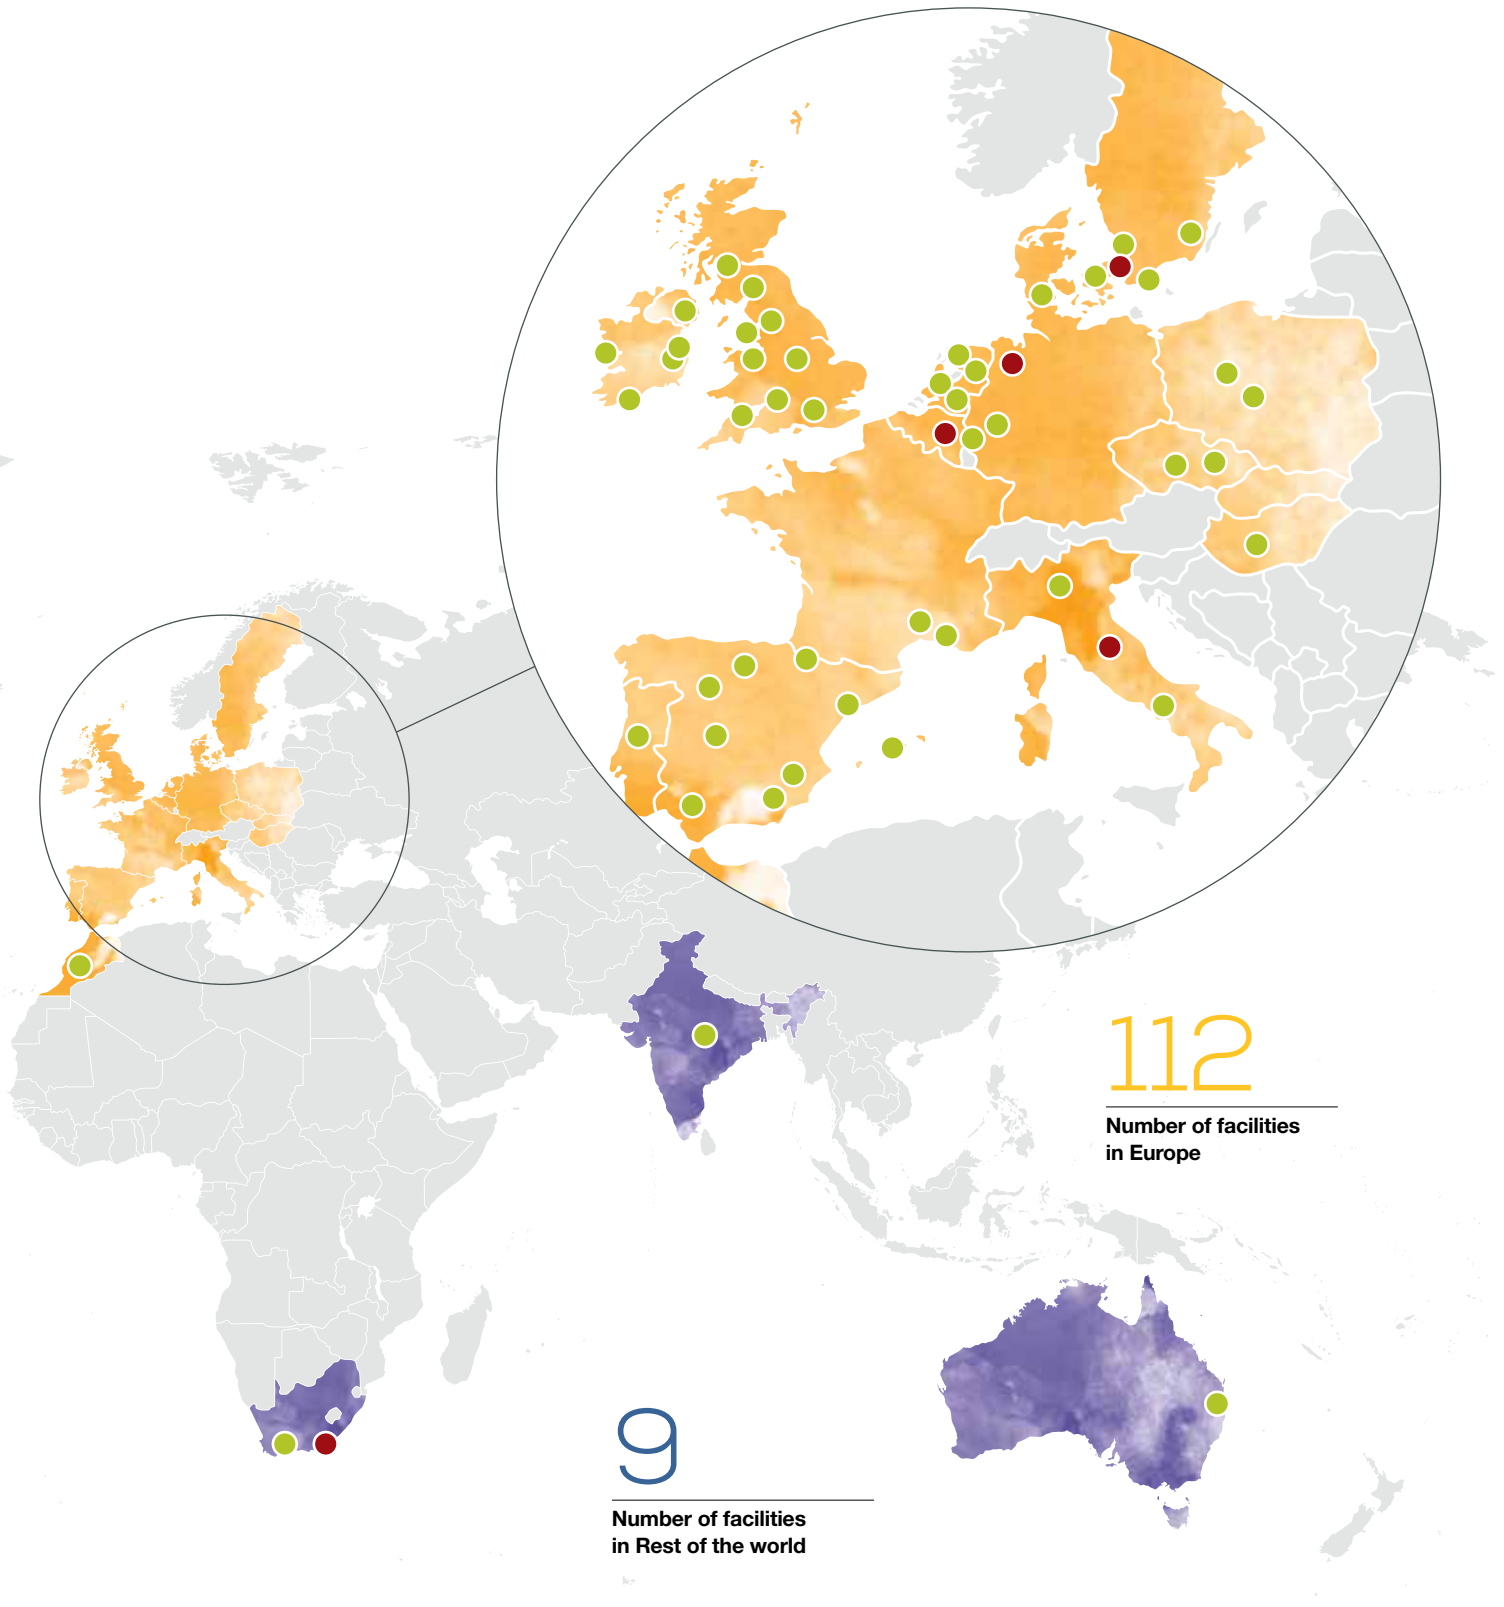 112
Number of facilities
in Europe
9
Number of facilities
in Rest of the world